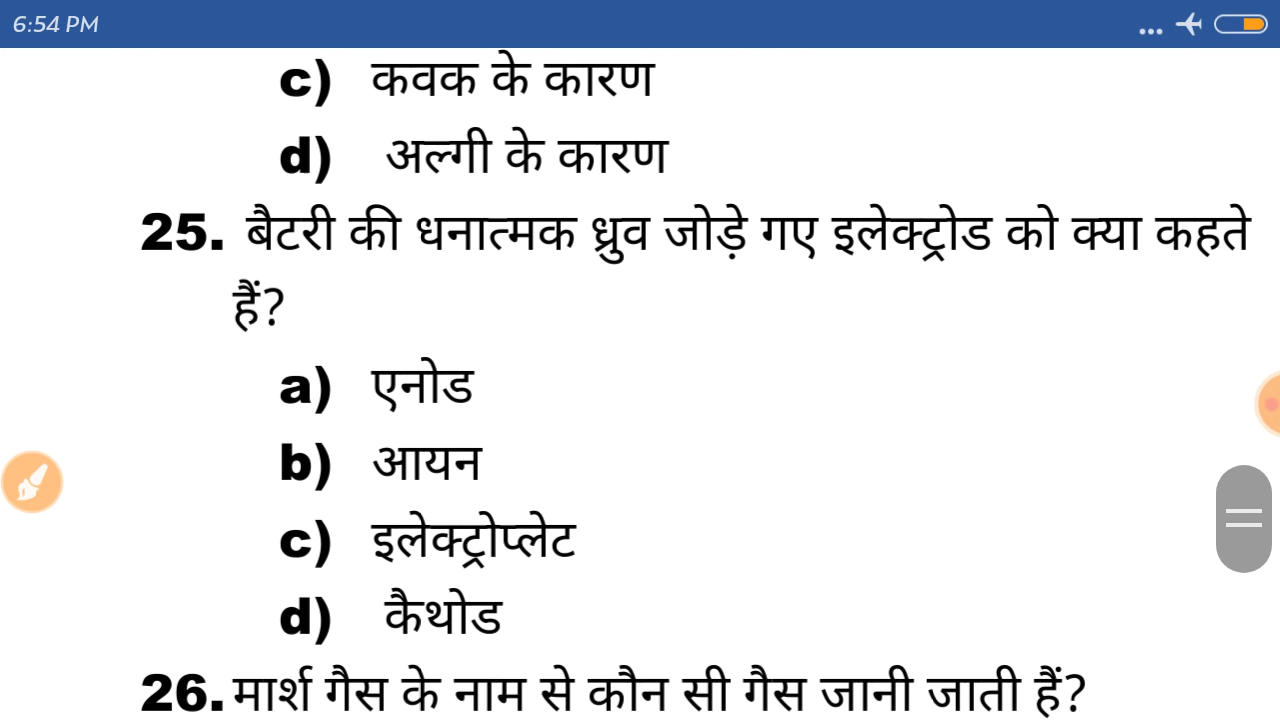 6:54 PM
c) कवक के कारण
d) अल्गी के कारण
25. बैटरी की धनात्मक ध्रुव जोड़े गए इलेक्ट्रोड को क्या कहते
हैं?
a) एनोड
b) आयन
c) इलेक्ट्रोप्लेट
d) कैथोड
26. मार्श गैस के नाम से कौन सी गैस जानी जाती हैं?